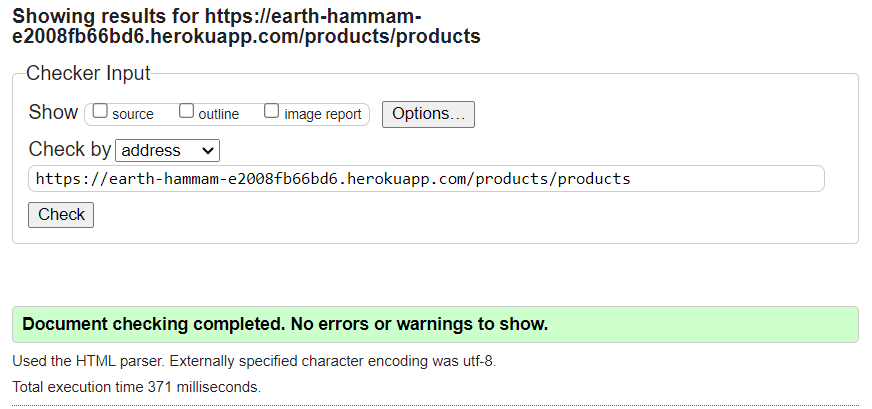 Showing results for https://earth-hammam-
e2008fb66bd6.herokuapp.com/products/products
Checker Input
Show source outline image report Options...
Check by address
https://earth-hammam-e2008fb66bd6.herokuapp.com/products/products
Check
Document checking completed. No errors or warnings to show.
Used the HTML parser. Externally specified character encoding was utf-8.
Total execution time 371 milliseconds.